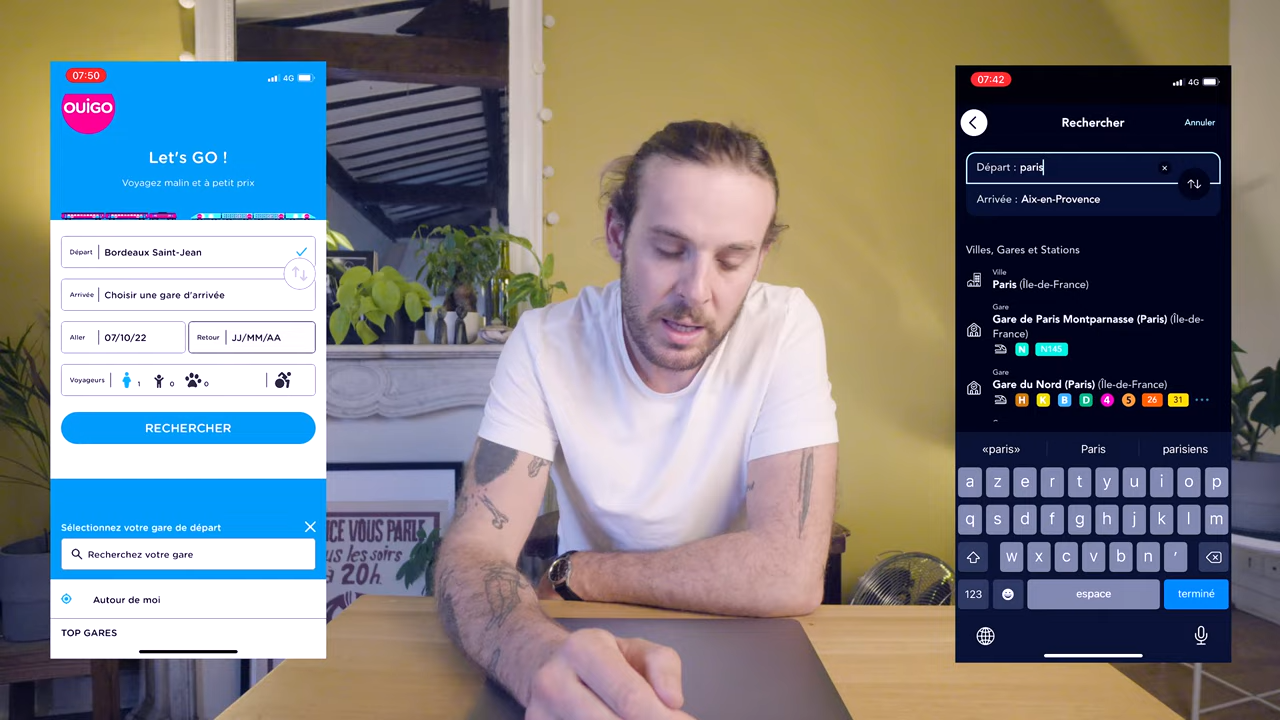 07:50
4G
OUiGO
Let's GO !
Voyagez malin et à petit prix
Départ
Bordeaux Saint-Jean
Arrivée
Choisir une gare d'arrivée
Aller
07/10/22
Retour
JJ/MM/AA
Voyageurs
1
0
0
RECHERCHER
Sélectionnez votre gare de départ
Recherchez votre gare
Autour de moi
TOP GARES
VOUS PARLE
us les soirs
à 20h
07:42
4G
Rechercher
Annuler
Départ : paris
Arrivée : Aix-en-Provence
Villes, Gares et Stations
Ville
Paris (Île-de-France)
Gare
Gare de Paris Montparnasse (Paris) (Île-de-
France)
N N145
Gare
Gare du Nord (Paris) (Île-de-France)
H K B D 4 5 26 31 •••
«paris» Paris parisiens
a z e r t y u i o p
q s d f g h j k l m
w x c v b n '
123 espace terminé